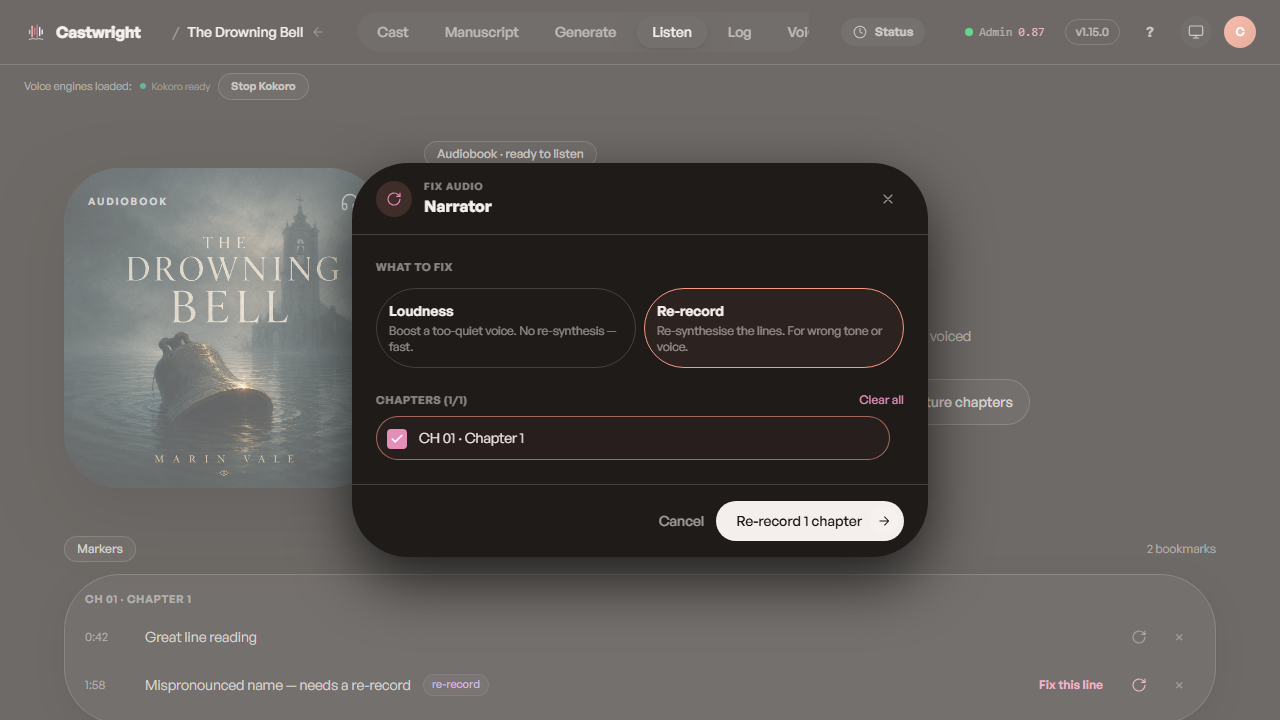 Castwright
/ The Drowning Bell
Cast
Manuscript
Generate
Listen
Log
Status
Admin 0.87
v1.15.0
?
C
Voice engines loaded:
Kokoro ready
Stop Kokoro
Audiobook · ready to listen
AUDIOBOOK
THE
DROWNING
BELL
MARIN VALE
FIX AUDIO
Narrator
WHAT TO FIX
Loudness
Boost a too-quiet voice. No re-synthesis —
fast.
Re-record
Re-synthesise the lines. For wrong tone or
voice.
CHAPTERS (1/1)
Clear all
CH 01 · Chapter 1
Cancel
Re-record 1 chapter
voiced
chapters
Markers
2 bookmarks
CH 01 · CHAPTER 1
0:42
Great line reading
1:58
Mispronounced name — needs a re-record
re-record
Fix this line